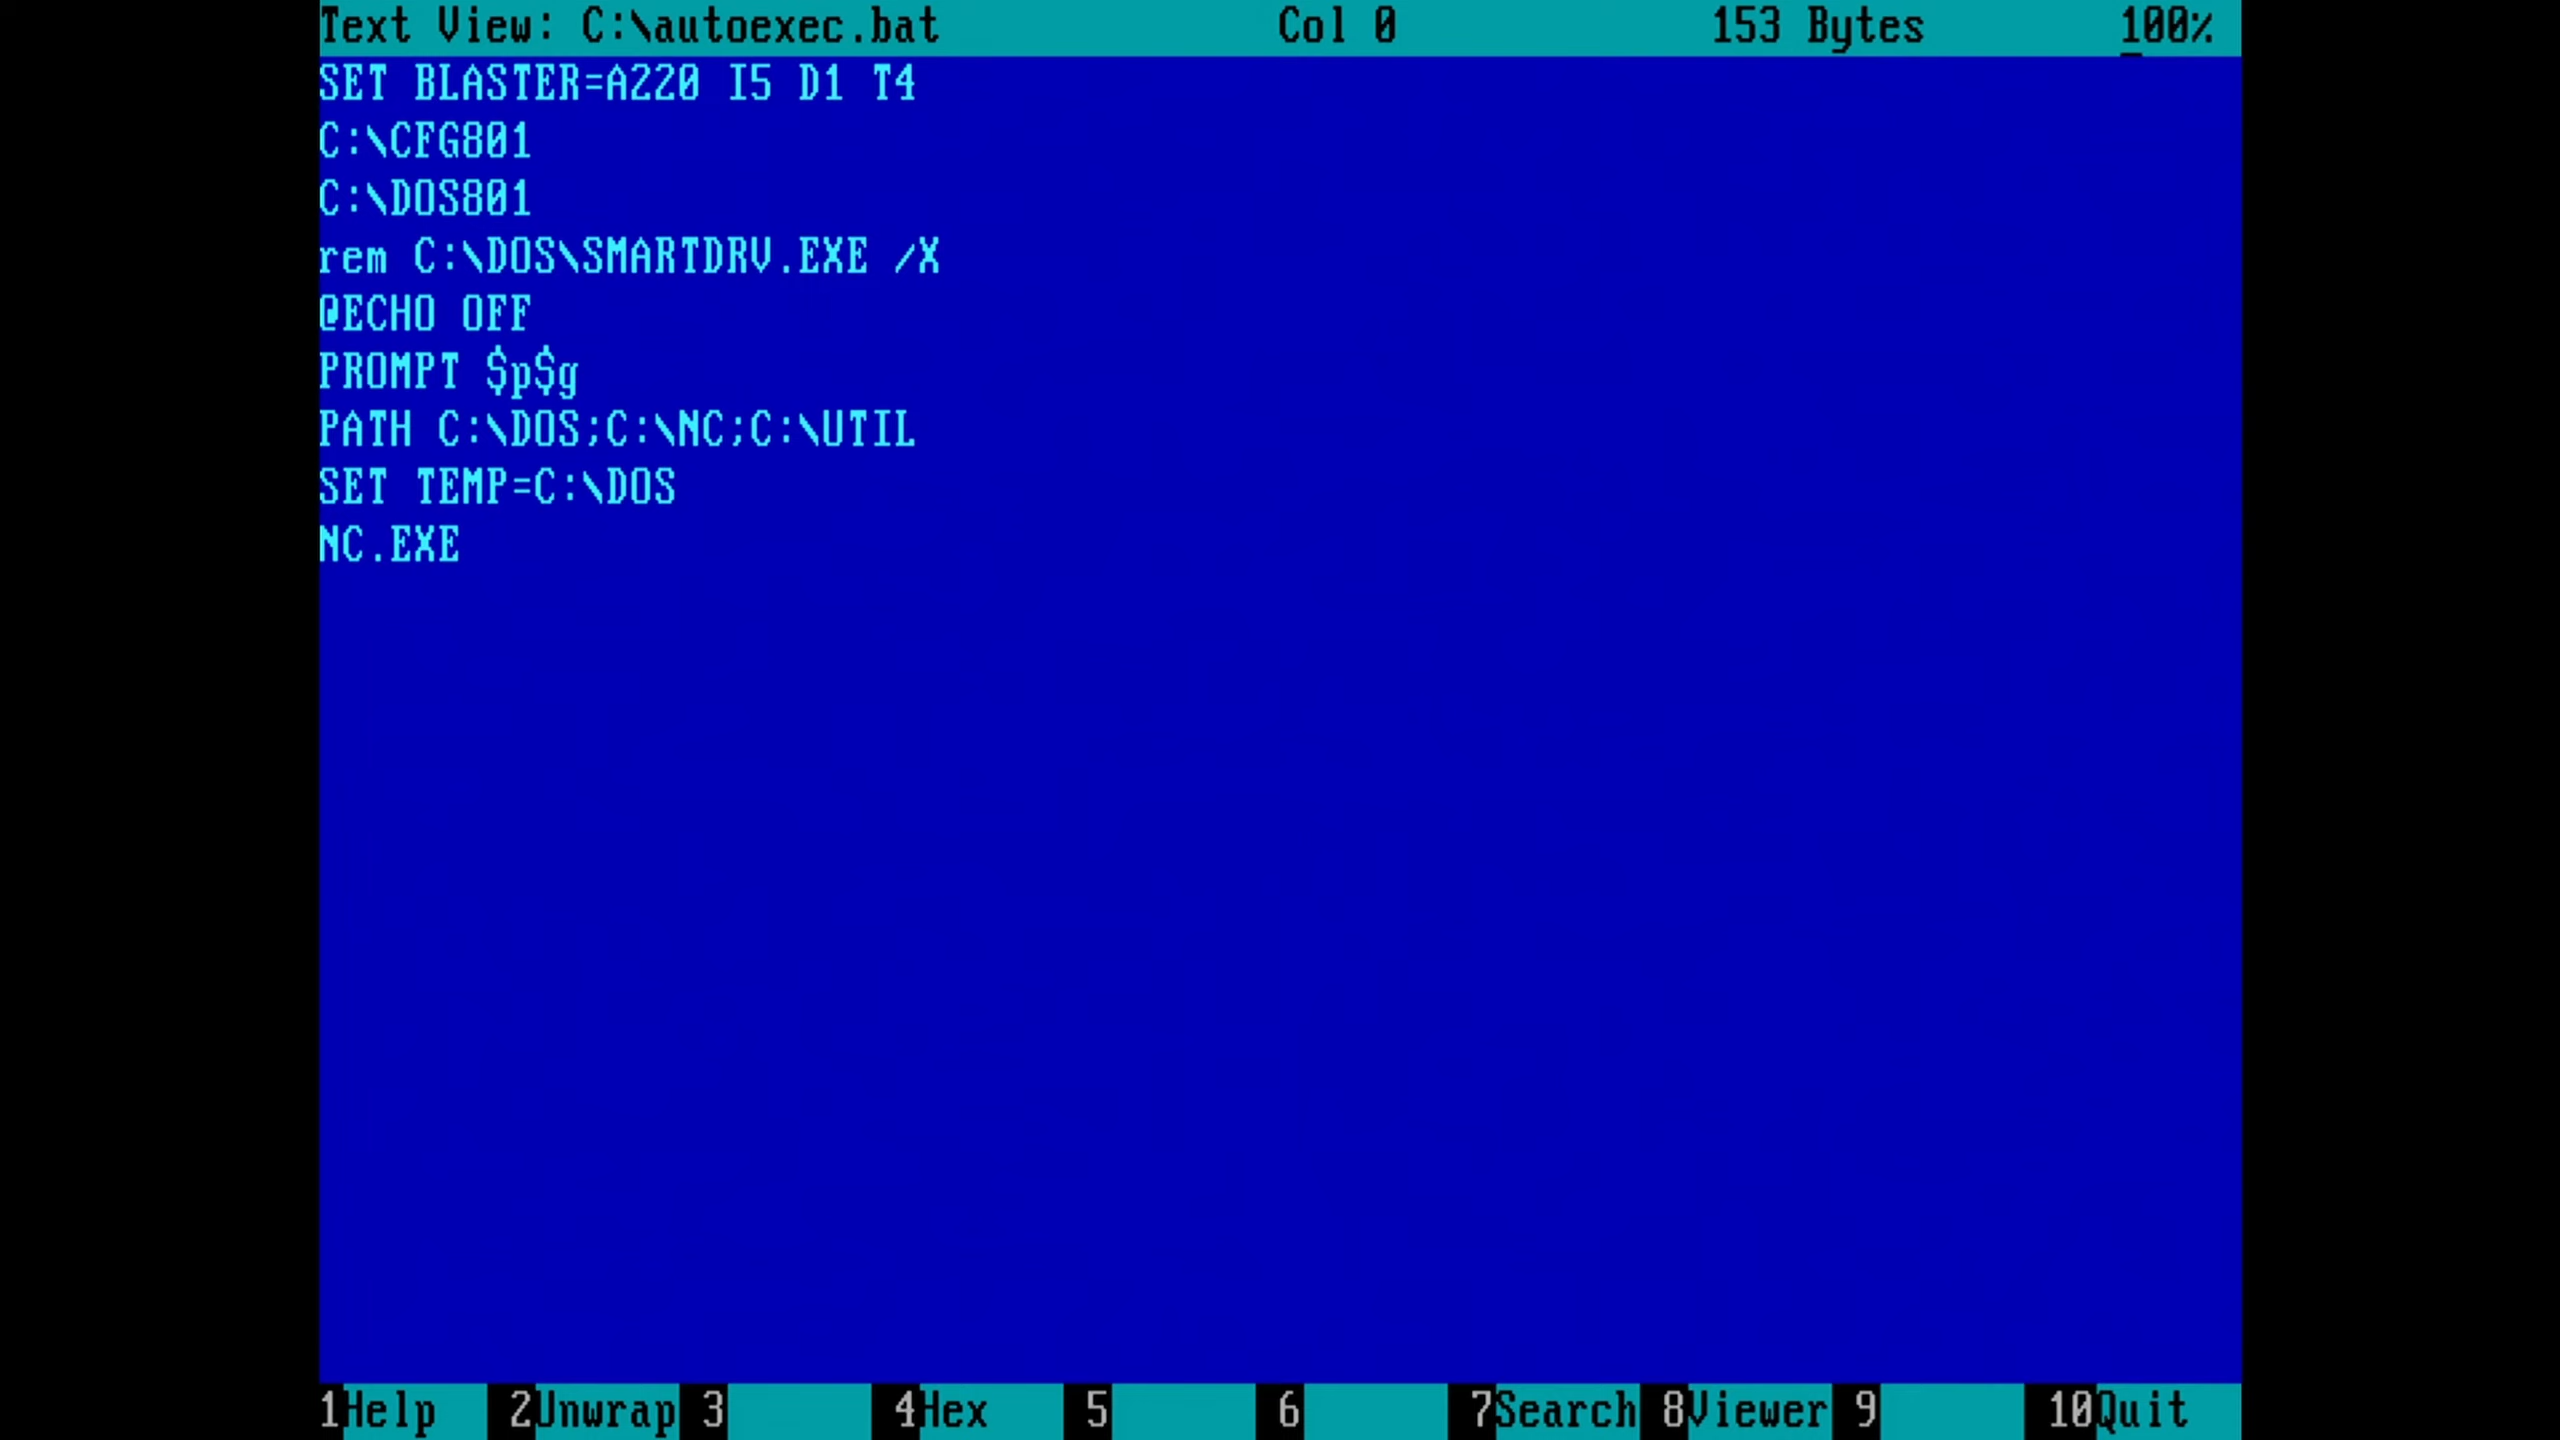 Text View: C:\autoexec.bat Col 0 153 Bytes 100%
SET BLASTER=A220 I5 D1 T4
C:\CFG801
C:\DOS801
rem C:\DOS\SMARTDRV.EXE /X
@ECHO OFF
PROMPT $p$g
PATH C:\DOS;C:\NC;C:\UTIL
SET TEMP=C:\DOS
NC.EXE
1Help 2Unwrap 3 4Hex 5 6 7Search 8Viewer 9 10Quit